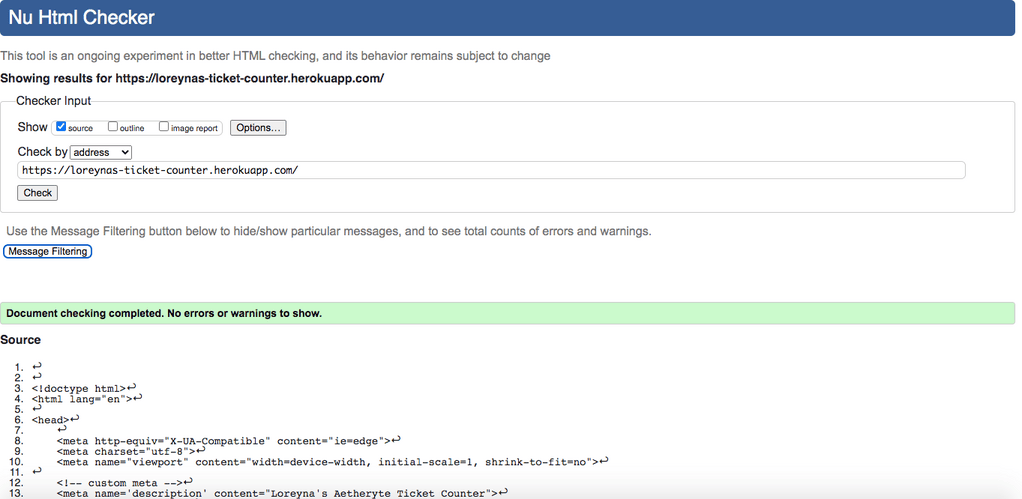 Nu Html Checker
This tool is an ongoing experiment in better HTML checking, and its behavior remains subject to change
Showing results for https://loreynas-ticket-counter.herokuapp.com/
Checker Input
Show source outline image report Options...
Check by address
https://loreynas-ticket-counter.herokuapp.com/
Check
Use the Message Filtering button below to hide/show particular messages, and to see total counts of errors and warnings.
Message Filtering
Document checking completed. No errors or warnings to show.
Source
1. ↩
2. ↩
3. <!doctype html>↩
4. <html lang="en">↩
5. ↩
6. <head>↩
7. ↩
8. <meta http-equiv="X-UA-Compatible" content="ie=edge">↩
9. <meta charset="utf-8">↩
10. <meta name="viewport" content="width=device-width, initial-scale=1, shrink-to-fit=no">↩
11. ↩
12. <!-- custom meta -->↩
13. <meta name='description' content="Loreyna's Aetheryte Ticket Counter">↩